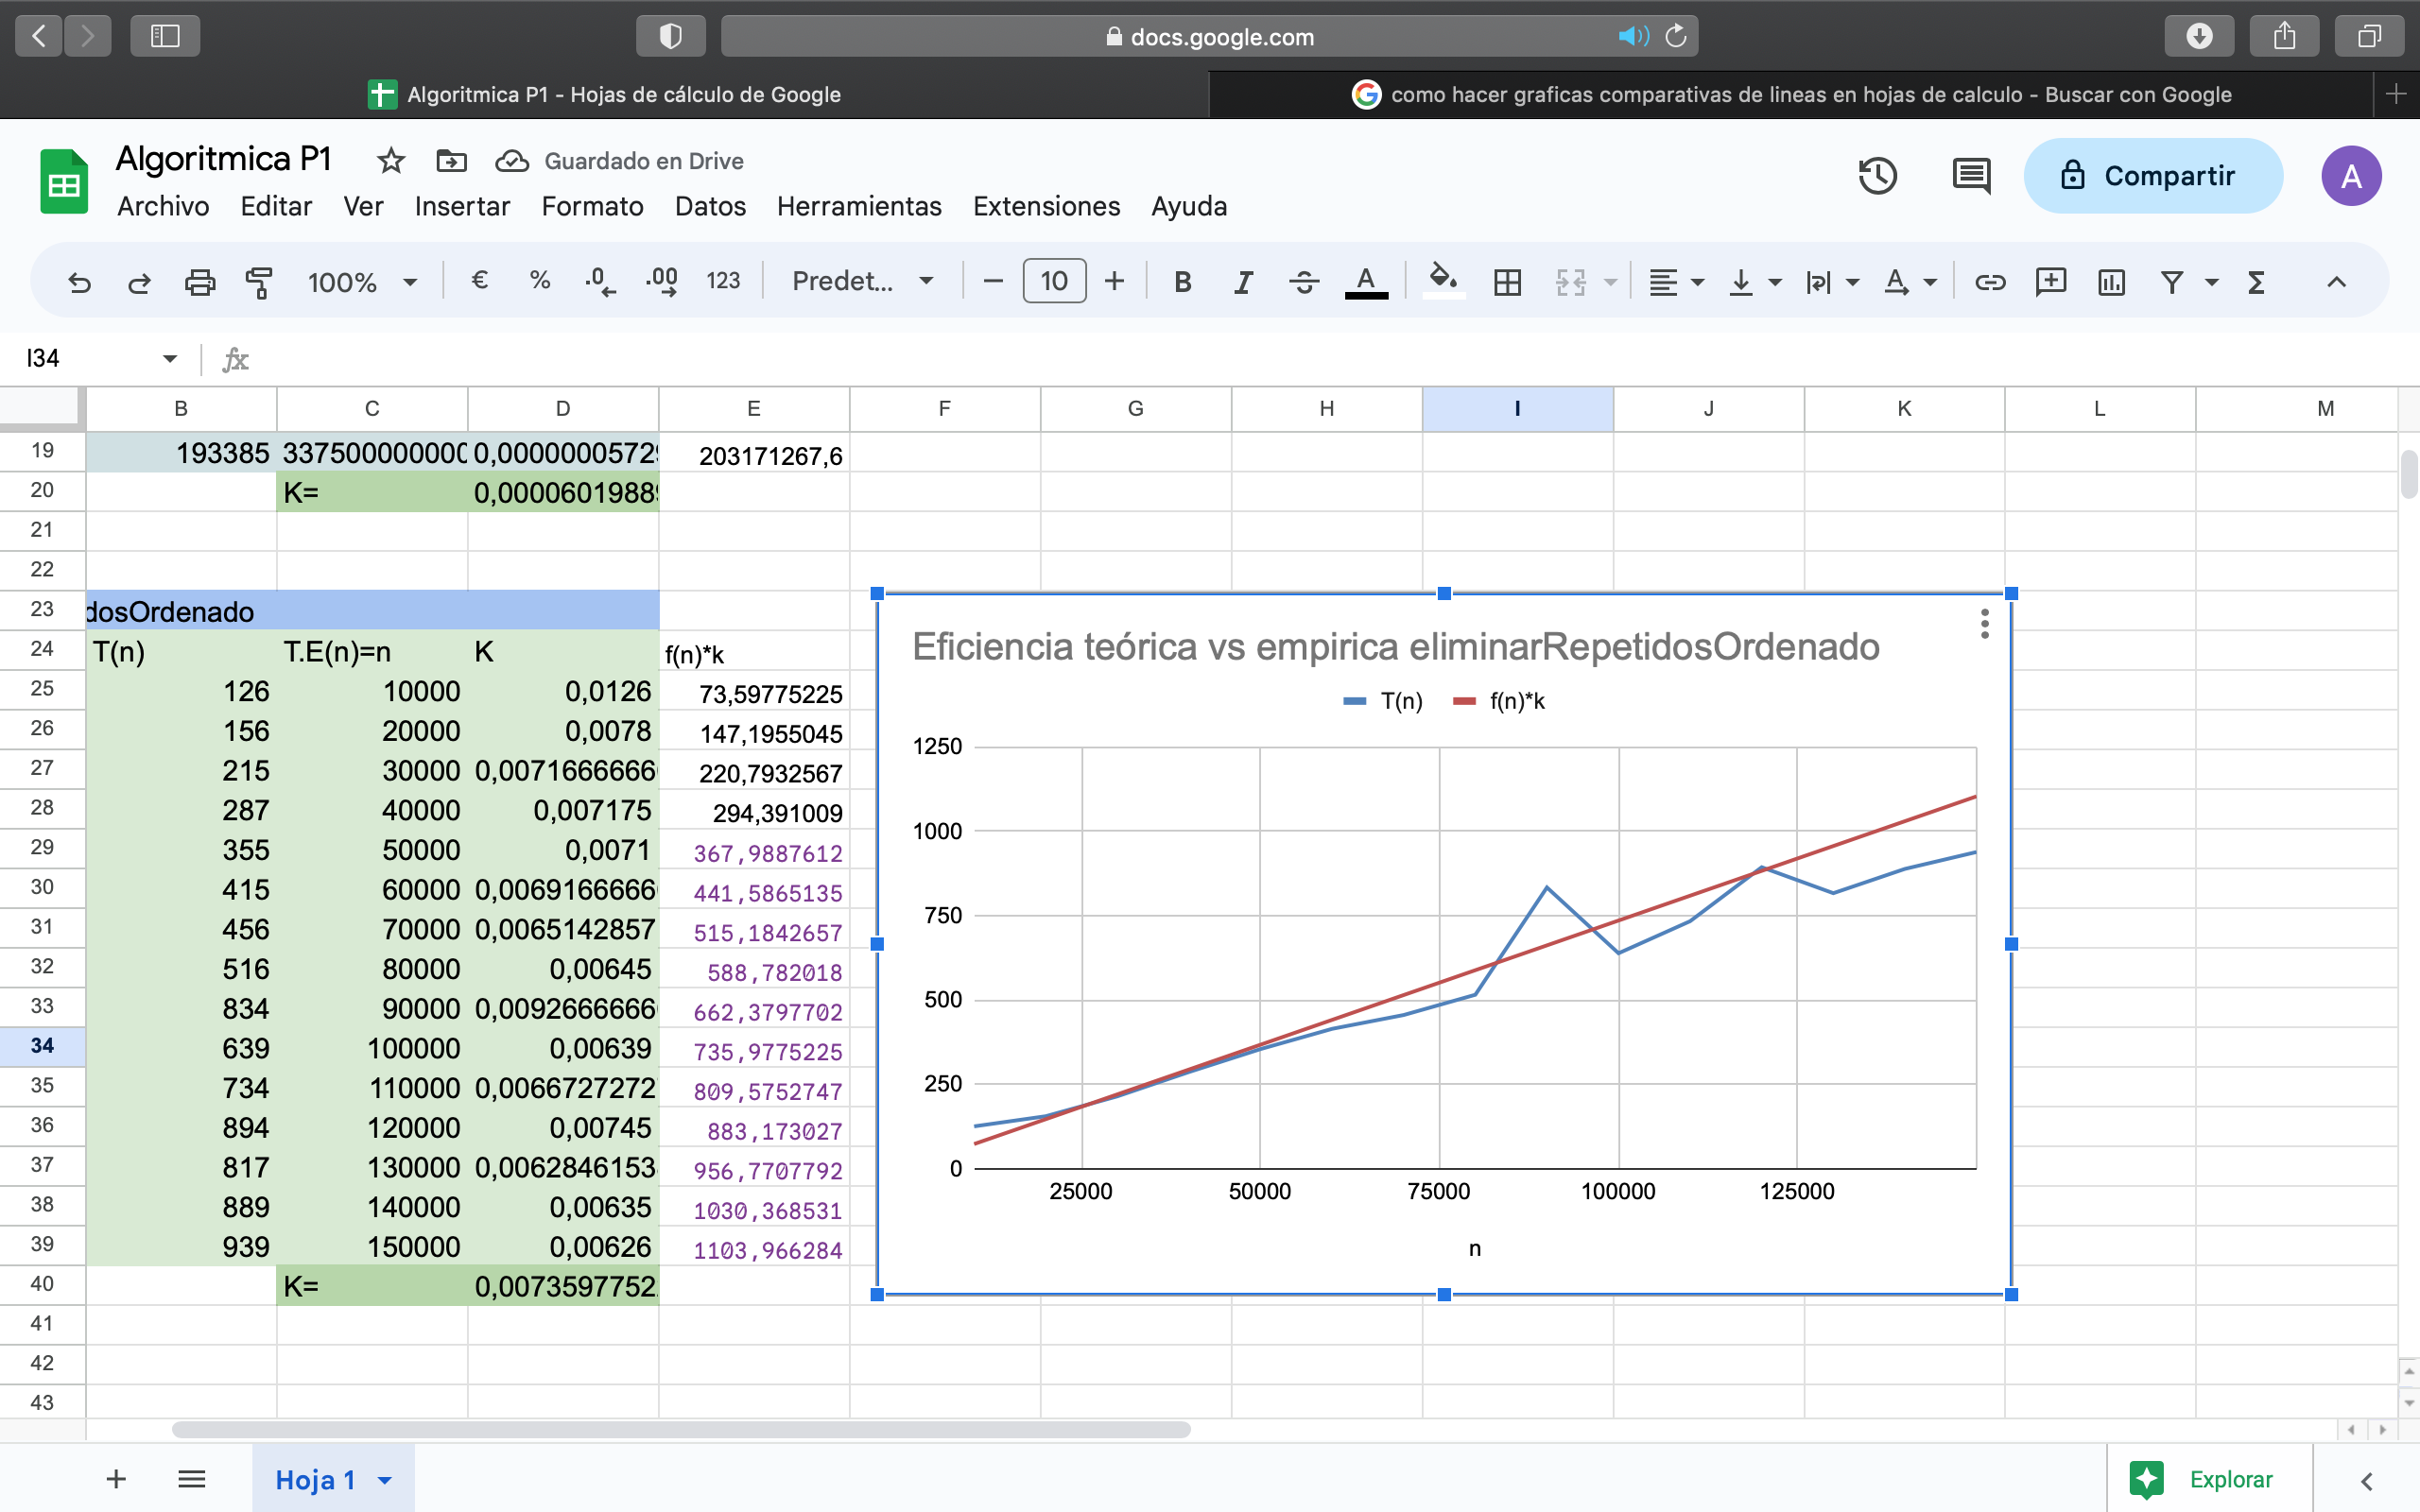 docs.google.com
Algoritmica P1 - Hojas de cálculo de Google
como hacer graficas comparativas de lineas en hojas de calculo - Buscar con Google
Algoritmica P1
Guardado en Drive
Archivo Editar Ver Insertar Formato Datos Herramientas Extensiones Ayuda
Compartir
A
100% € % .0 .00 123 Predet... 10 B I A
I34
fx
B C D E F G H I J K L M
19 193385 33750000000 0,0000000572 203171267,6
20 K= 0,0000601988
21
22
23 dosOrdenado
24 T(n) T.E(n)=n K f(n)*k
25 126 10000 0,0126 73,59775225
26 156 20000 0,0078 147,1955045
27 215 30000 0,0071666666 220,7932567
28 287 40000 0,007175 294,391009
29 355 50000 0,0071 367,9887612
30 415 60000 0,0069166666 441,5865135
31 456 70000 0,0065142857 515,1842657
32 516 80000 0,00645 588,782018
33 834 90000 0,0092666666 662,3797702
34 639 100000 0,00639 735,9775225
35 734 110000 0,0066727272 809,5752747
36 894 120000 0,00745 883,173027
37 817 130000 0,0062846153 956,7707792
38 889 140000 0,00635 1030,368531
39 939 150000 0,00626 1103,966284
40 K= 0,0073597752
41
42
43
Eficiencia teórica vs empirica eliminarRepetidosOrdenado
T(n) f(n)*k
1250
1000
750
500
250
0
25000 50000 75000 100000 125000
n
Hoja 1
Explorar